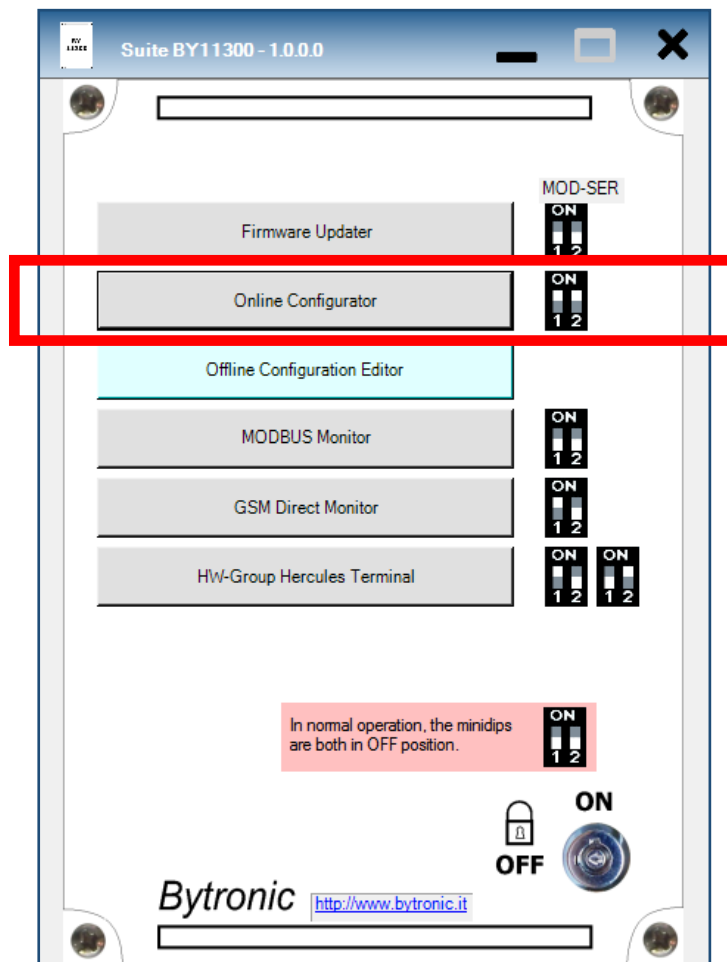 BY
11300
Suite BY11300 - 1.0.0.0
MOD-SER
Firmware Updater
ON
1 2
Online Configurator
ON
1 2
Offline Configuration Editor
MODBUS Monitor
ON
1 2
GSM Direct Monitor
ON
1 2
HW-Group Hercules Terminal
ON ON
1 2 1 2
In normal operation, the minidips
are both in OFF position.
ON
1 2
ON
OFF
Bytronic http://www.bytronic.it